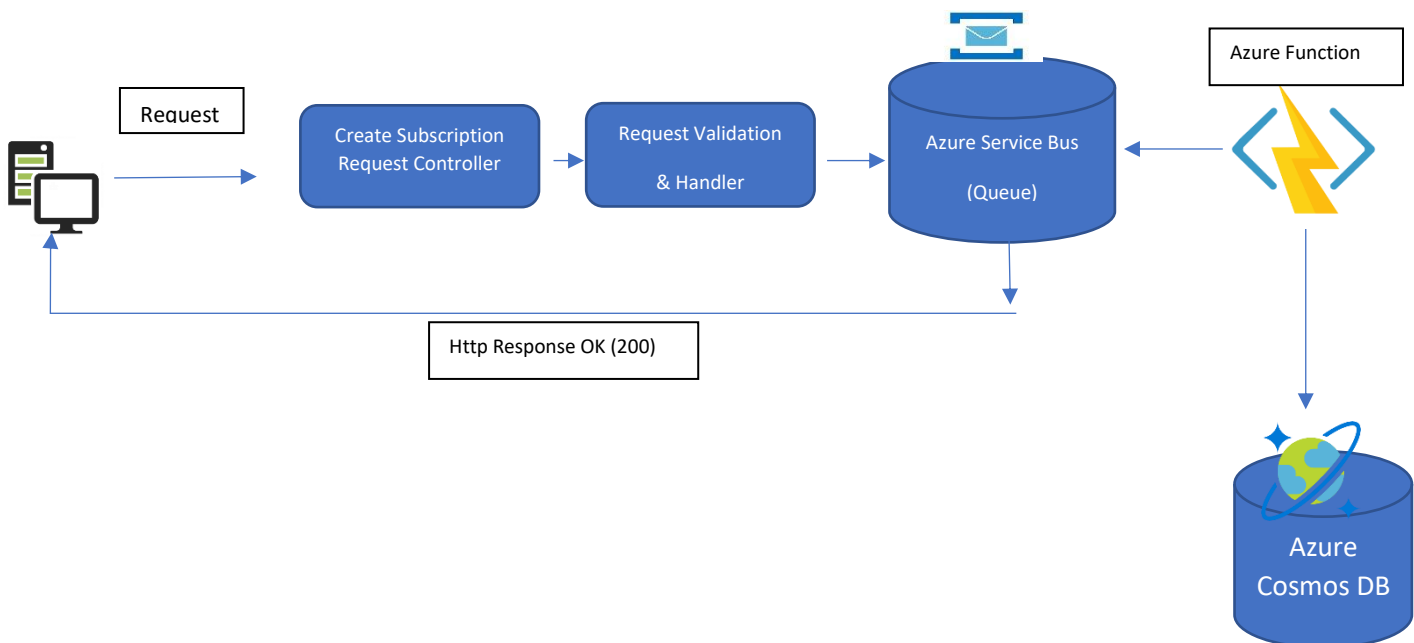 Request
Create Subscription
Request Controller
Request Validation
& Handler
Azure Service Bus
(Queue)
Azure Function
Http Response OK (200)
Azure
Cosmos DB